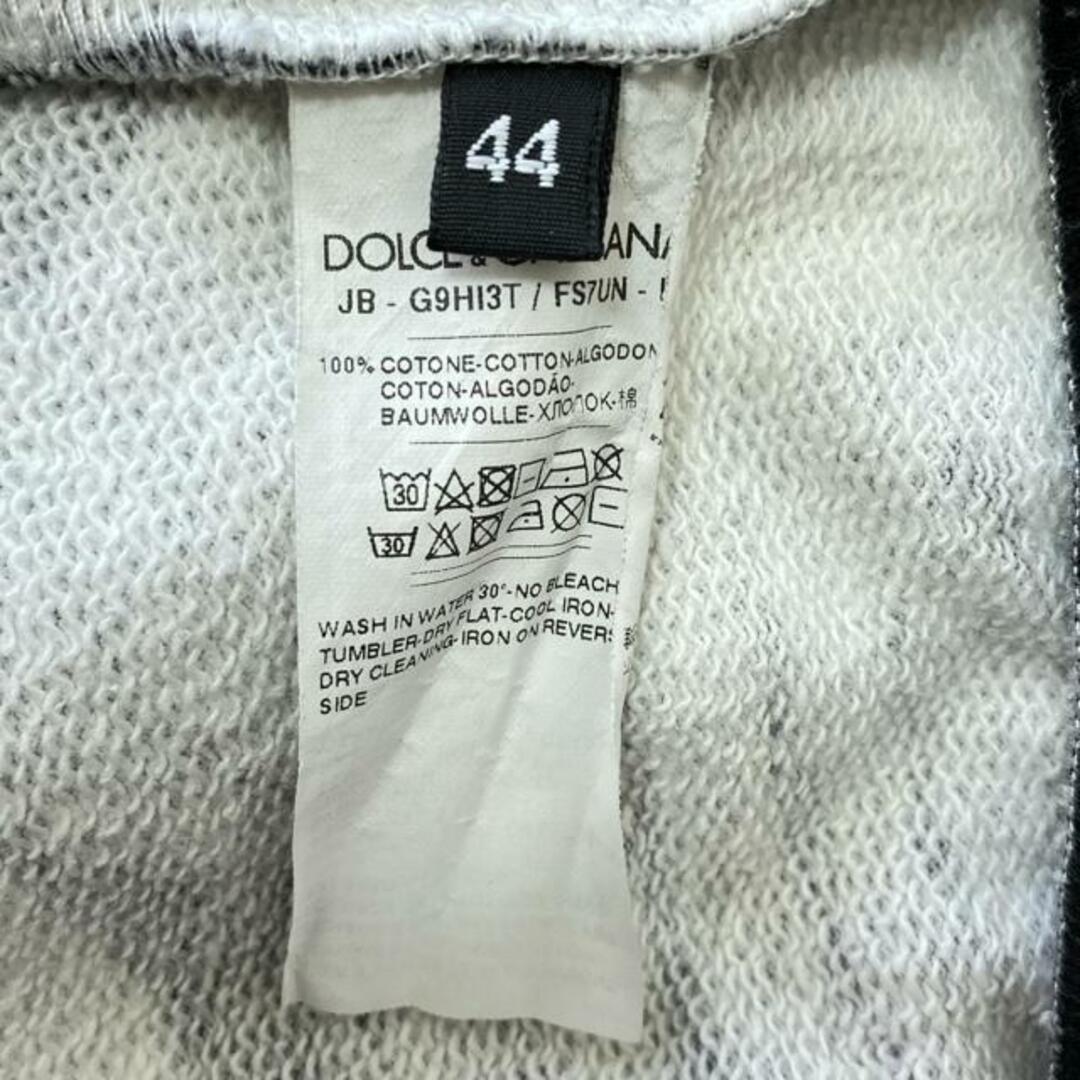 44
DOLCE &
JB - G9HI3T / FS7UN -
100% COTONE-COTTON-ALGODON
COTON-ALGODÃO-
BAUMWOLLE-ХЛОПОК-棉
30
30
WASH IN WATER 30°-NO BLEACH
TUMBLER-DRY FLAT-COOL IRON-
DRY CLEANING-IRON ON REVERS
SIDE